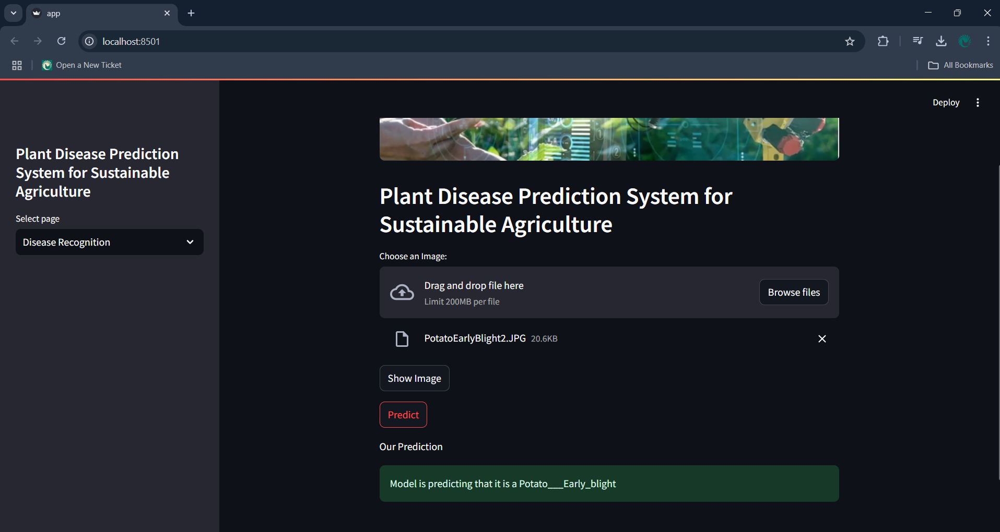 app
localhost:8501
Open a New Ticket
All Bookmarks
Deploy
Plant Disease Prediction
System for Sustainable
Agriculture
Select page
Disease Recognition
Plant Disease Prediction System for
Sustainable Agriculture
Choose an Image:
Drag and drop file here
Limit 200MB per file
Browse files
PotatoEarlyBlight2.JPG 20.6KB
Show Image
Predict
Our Prediction
Model is predicting that it is a Potato___Early_blight